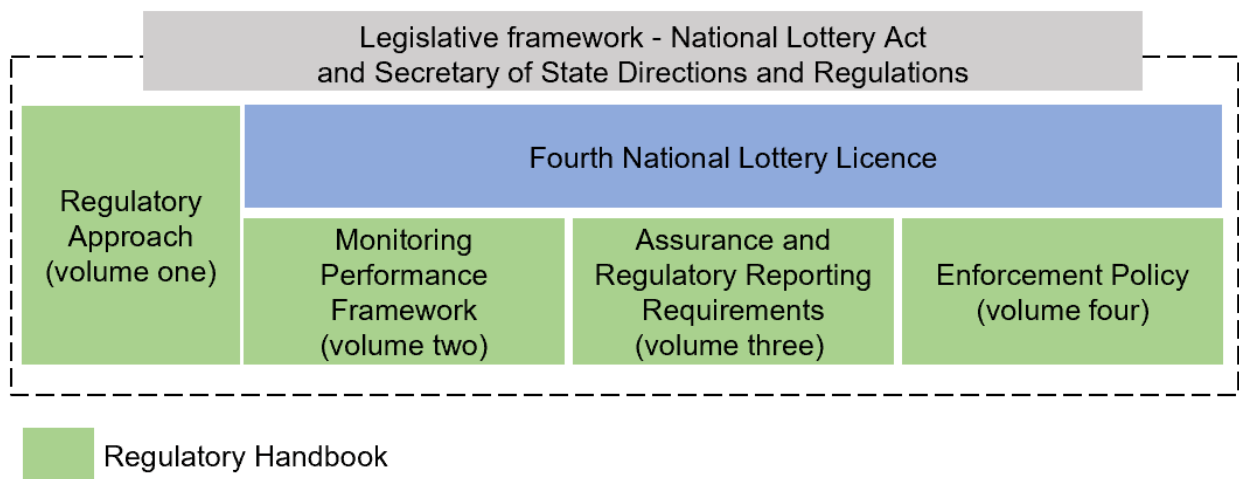 Legislative framework - National Lottery Act
and Secretary of State Directions and Regulations
Regulatory
Approach
(volume one)
Fourth National Lottery Licence
Monitoring
Performance
Framework
(volume two)
Assurance and
Regulatory Reporting
Requirements
(volume three)
Enforcement Policy
(volume four)
Regulatory Handbook